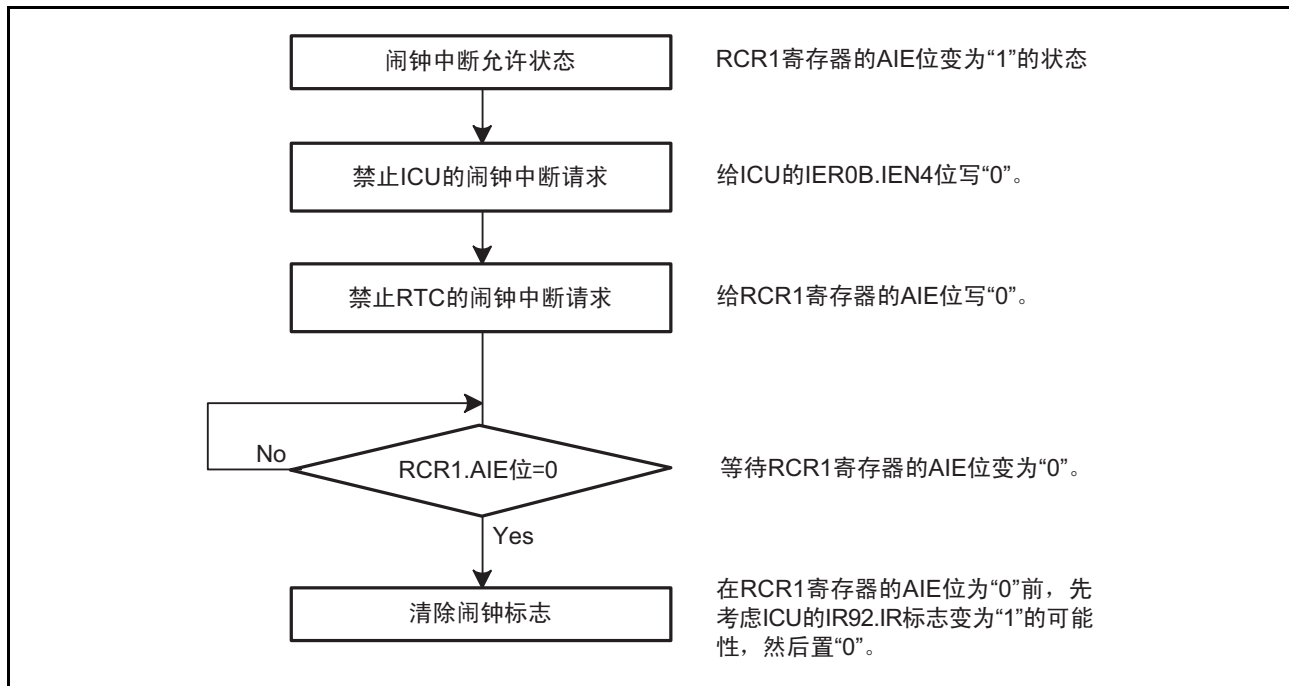 闹钟中断允许状态
RCR1寄存器的AIE位变为“1”的状态
禁止ICU的闹钟中断请求
给ICU的IER0B.IEN4位写“0”。
禁止RTC的闹钟中断请求
给RCR1寄存器的AIE位写“0”。
No
RCR1.AIE位=0
等待RCR1寄存器的AIE位变为“0”。
Yes
清除闹钟标志
在RCR1寄存器的AIE位为“0”前，先
考虑ICU的IR92.IR标志变为“1”的可能
性，然后置“0”。